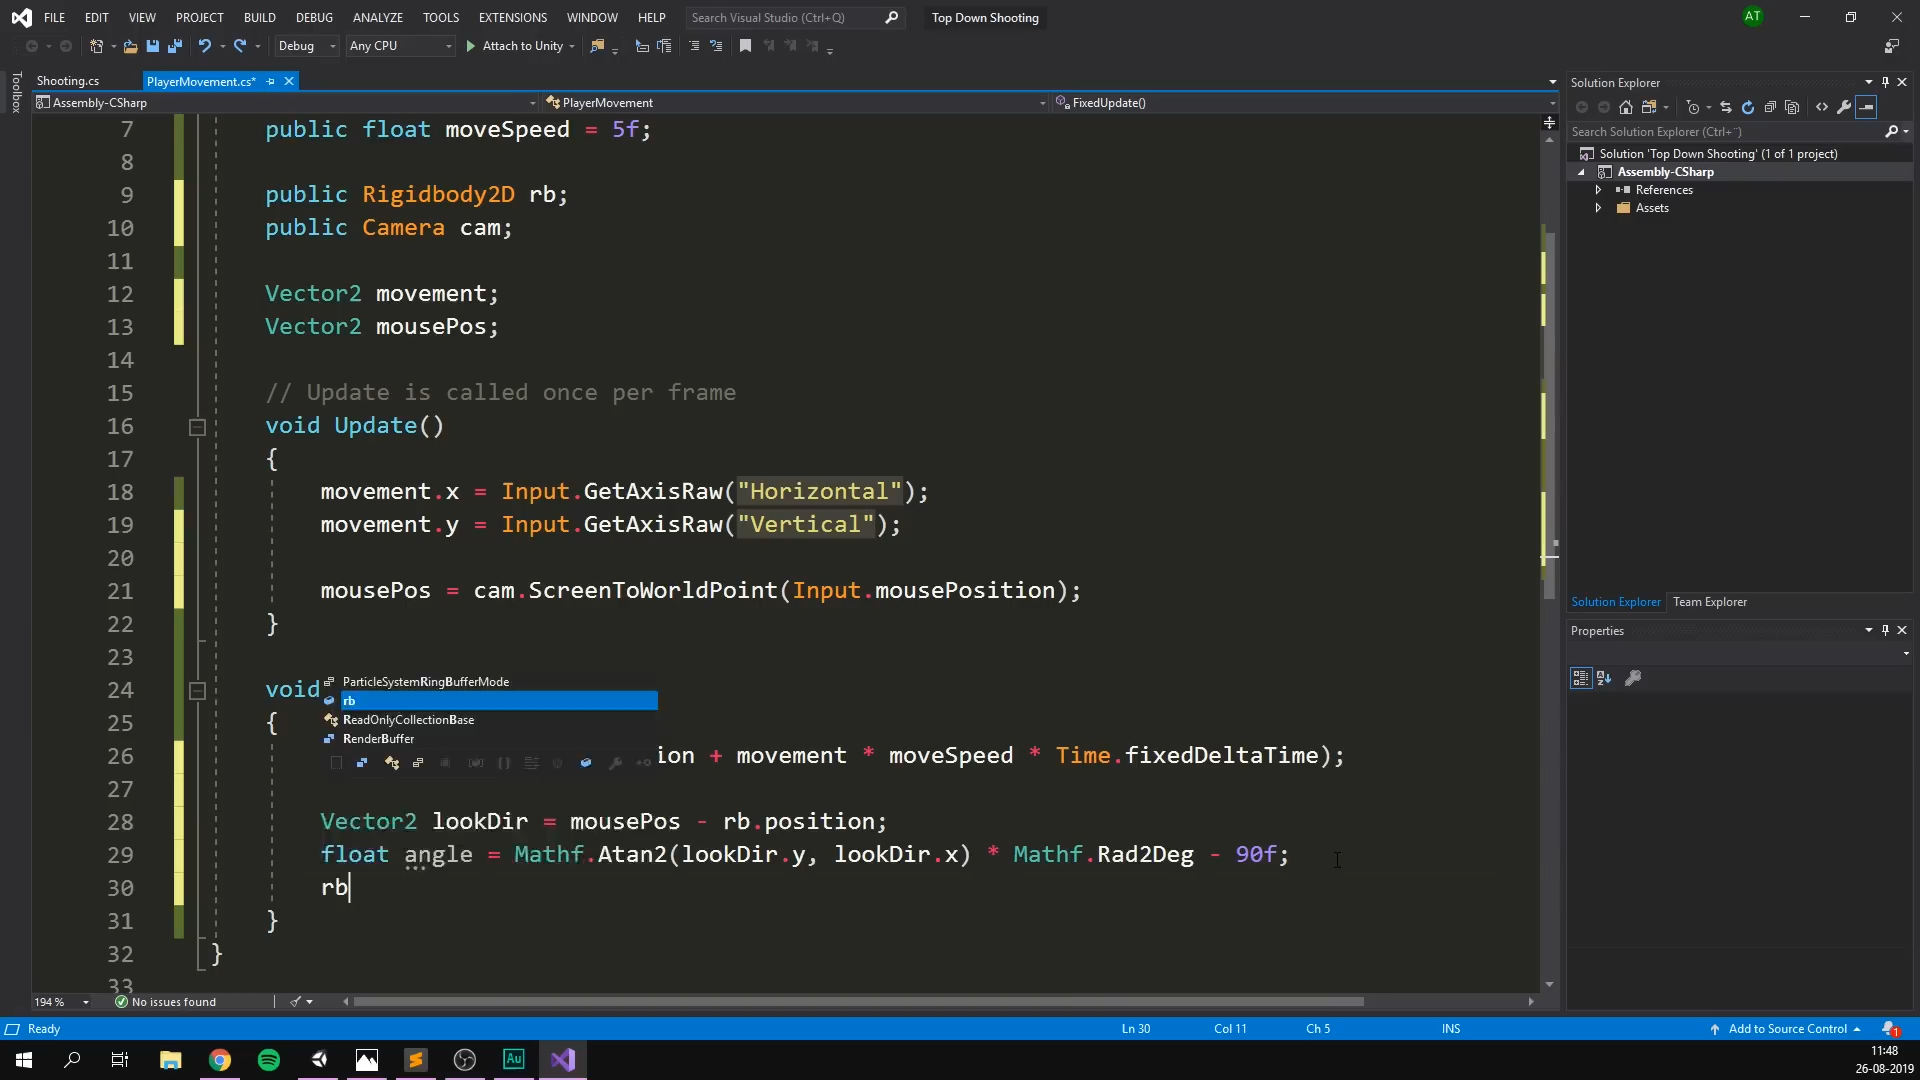 FILE EDIT VIEW PROJECT BUILD DEBUG ANALYZE TOOLS EXTENSIONS WINDOW HELP Search Visual Studio (Ctrl+Q) Top Down Shooting AT
Debug Any CPU Attach to Unity
Toolbox
Shooting.cs PlayerMovement.cs*
Assembly-CSharp PlayerMovement FixedUpdate()
7 public float moveSpeed = 5f;
8
9 public Rigidbody2D rb;
10 public Camera cam;
11
12 Vector2 movement;
13 Vector2 mousePos;
14
15 // Update is called once per frame
16 void Update()
17 {
18 movement.x = Input.GetAxisRaw("Horizontal");
19 movement.y = Input.GetAxisRaw("Vertical");
20
21 mousePos = cam.ScreenToWorldPoint(Input.mousePosition);
22 }
23
24 void
ParticleSystemRingBufferMode
rb
ReadOnlyCollectionBase
RenderBuffer
25 {
26 ion + movement * moveSpeed * Time.fixedDeltaTime);
27
28 Vector2 lookDir = mousePos - rb.position;
29 float angle = Mathf.Atan2(lookDir.y, lookDir.x) * Mathf.Rad2Deg - 90f;
30 rb
31 }
32 }
33
194 % No issues found
Solution Explorer
Search Solution Explorer (Ctrl+¨)
Solution 'Top Down Shooting' (1 of 1 project)
Assembly-CSharp
References
Assets
Solution Explorer Team Explorer
Properties
Ready Ln 30 Col 11 Ch 5 INS Add to Source Control 1
Au
11:48
26-08-2019